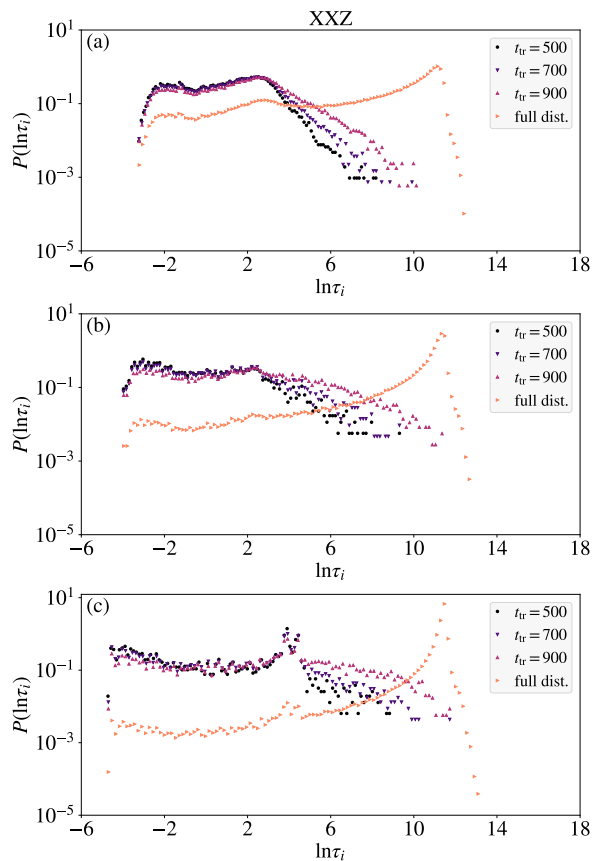 XXZ
(a)
t_tr = 500
t_tr = 700
t_tr = 900
full dist.
P(lnτ_i)
10^1
10^-1
10^-3
10^-5
-6 -2 2 6 10 14 18
lnτ_i
(b)
t_tr = 500
t_tr = 700
t_tr = 900
full dist.
P(lnτ_i)
10^1
10^-1
10^-3
10^-5
-6 -2 2 6 10 14 18
lnτ_i
(c)
t_tr = 500
t_tr = 700
t_tr = 900
full dist.
P(lnτ_i)
10^1
10^-1
10^-3
10^-5
-6 -2 2 6 10 14 18
lnτ_i